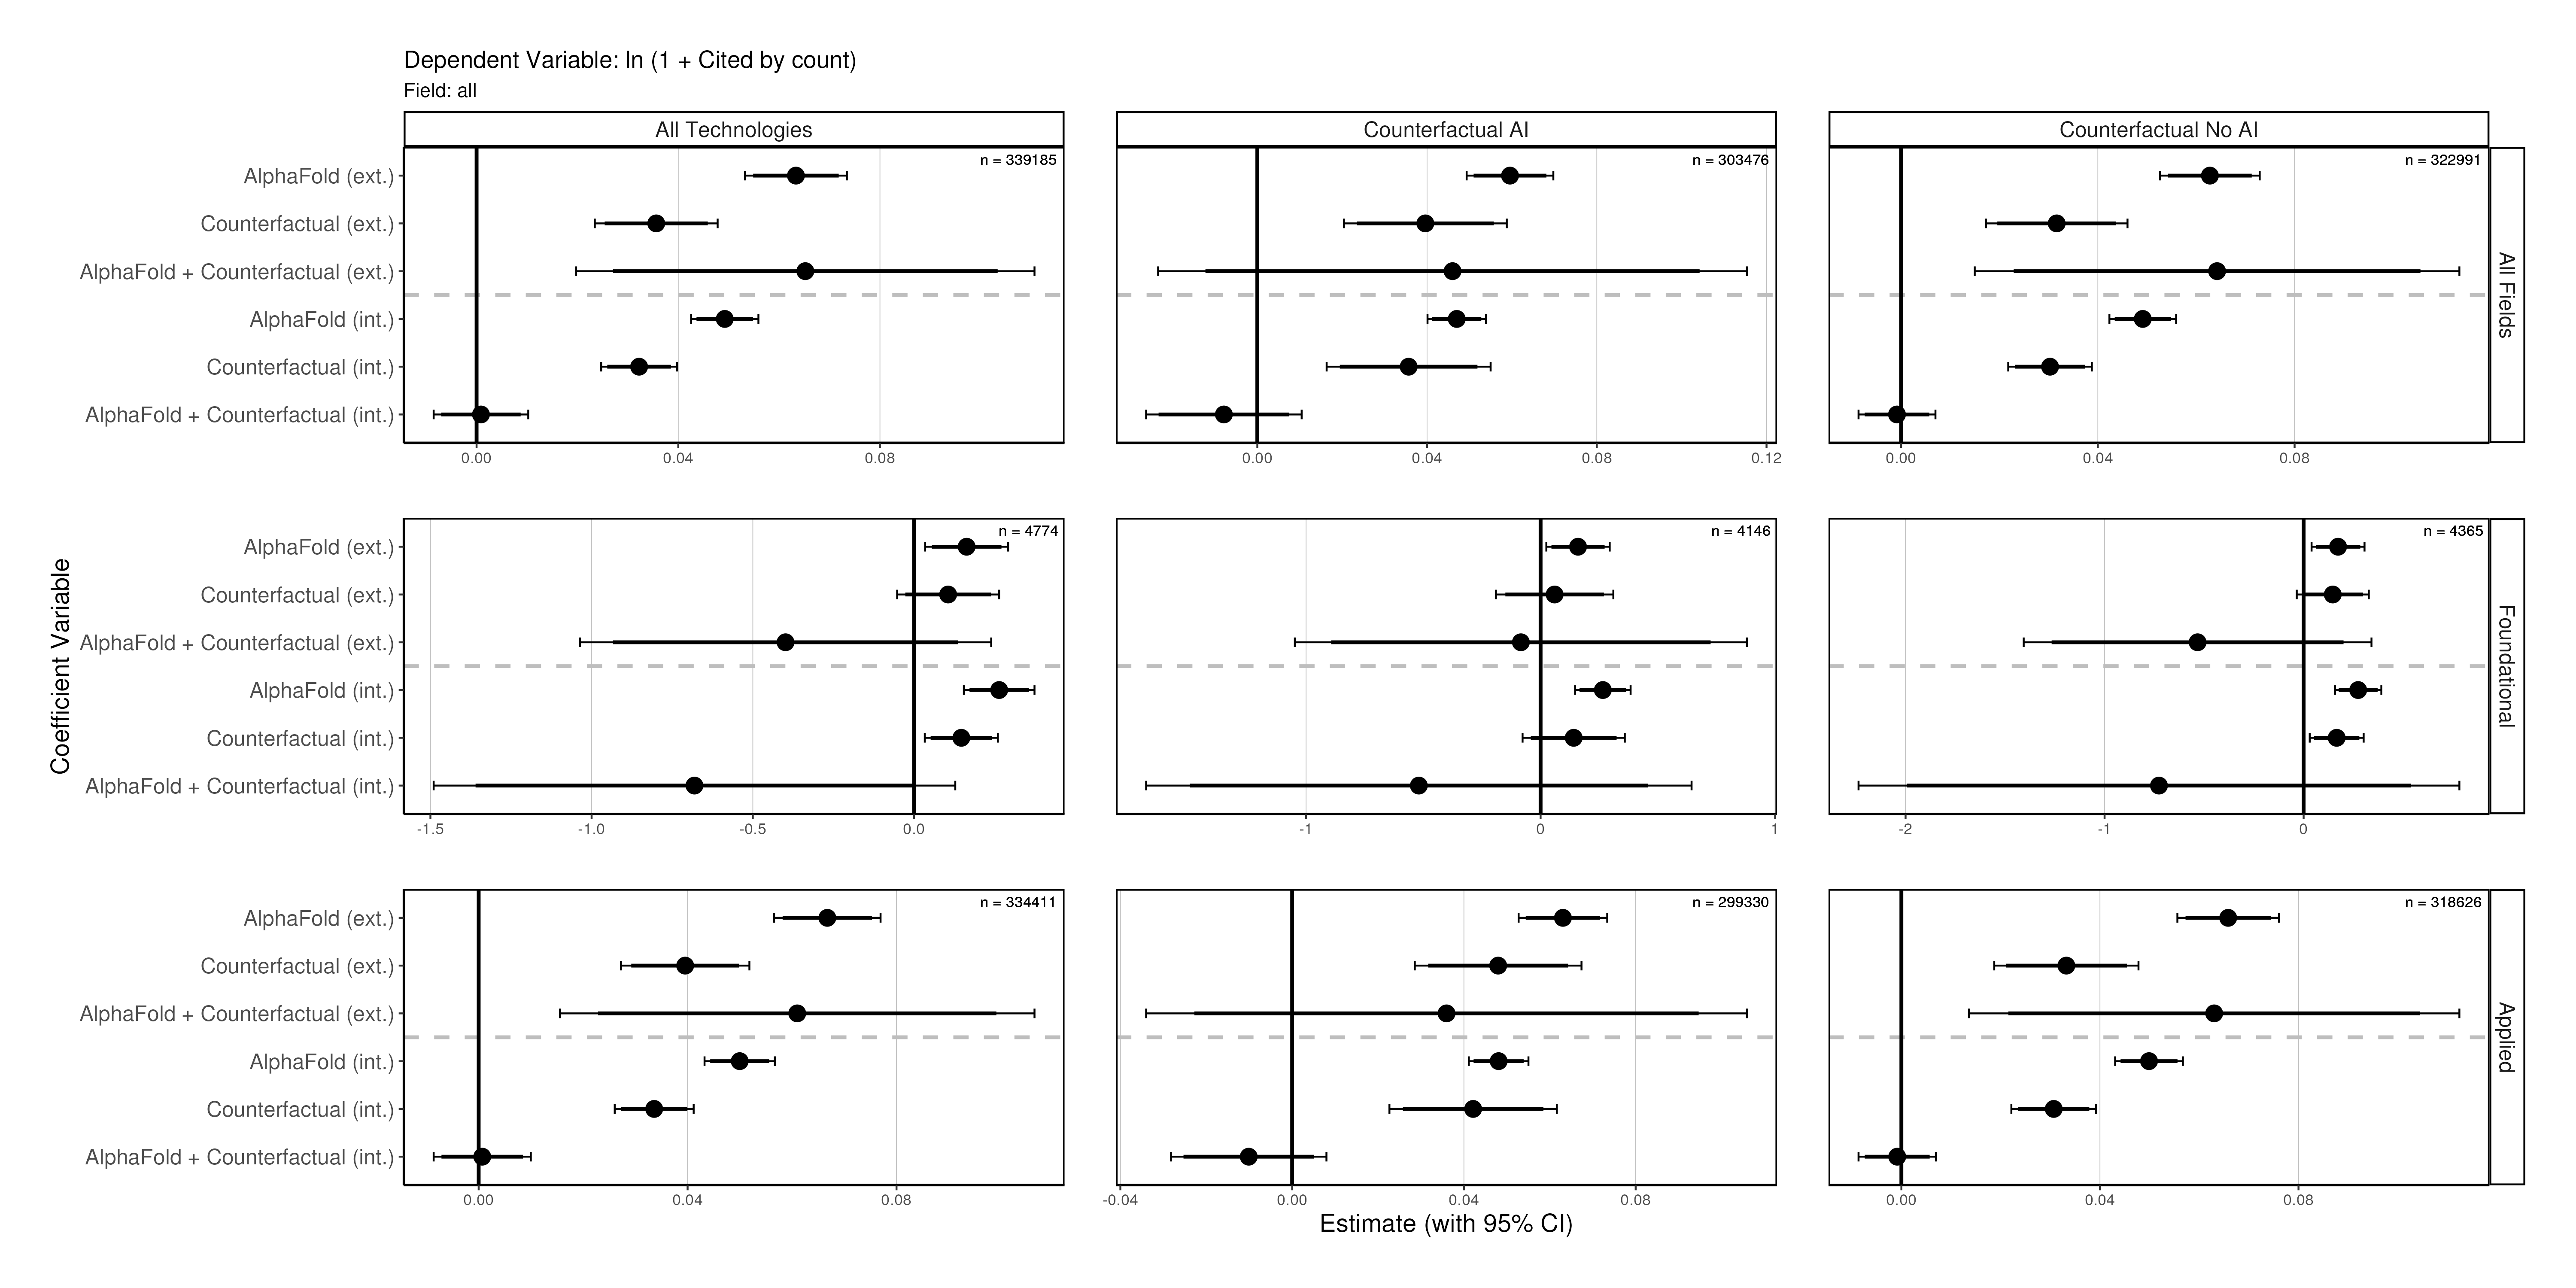 Dependent Variable: ln (1 + Cited by count)
Field: all
All Technologies
Counterfactual AI
Counterfactual No AI
AlphaFold (ext.)
Counterfactual (ext.)
AlphaFold + Counterfactual (ext.)
AlphaFold (int.)
Counterfactual (int.)
AlphaFold + Counterfactual (int.)
n = 339185
n = 303476
n = 322991
All Fields
0.00 0.04 0.08
0.00 0.04 0.08 0.12
0.00 0.04 0.08
Coefficient Variable
AlphaFold (ext.)
Counterfactual (ext.)
AlphaFold + Counterfactual (ext.)
AlphaFold (int.)
Counterfactual (int.)
AlphaFold + Counterfactual (int.)
n = 4774
n = 4146
n = 4365
Foundational
-1.5 -1.0 -0.5 0.0
-1 0 1
-2 -1 0
AlphaFold (ext.)
Counterfactual (ext.)
AlphaFold + Counterfactual (ext.)
AlphaFold (int.)
Counterfactual (int.)
AlphaFold + Counterfactual (int.)
n = 334411
n = 299330
n = 318626
Applied
0.00 0.04 0.08
-0.04 0.00 0.04 0.08
0.00 0.04 0.08
Estimate (with 95% CI)